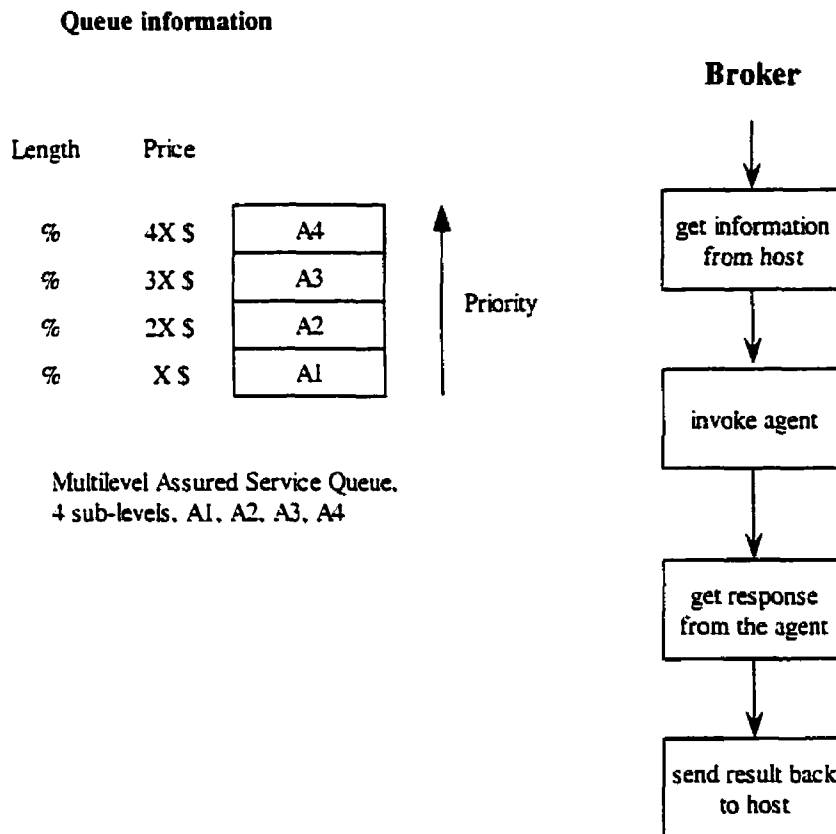 Queue information
Length Price
% 4X $ A4
% 3X $ A3
% 2X $ A2
% X $ A1
Priority
Multilevel Assured Service Queue,
4 sub-levels, A1, A2, A3, A4
Broker
get information
from host
invoke agent
get response
from the agent
send result back
to host